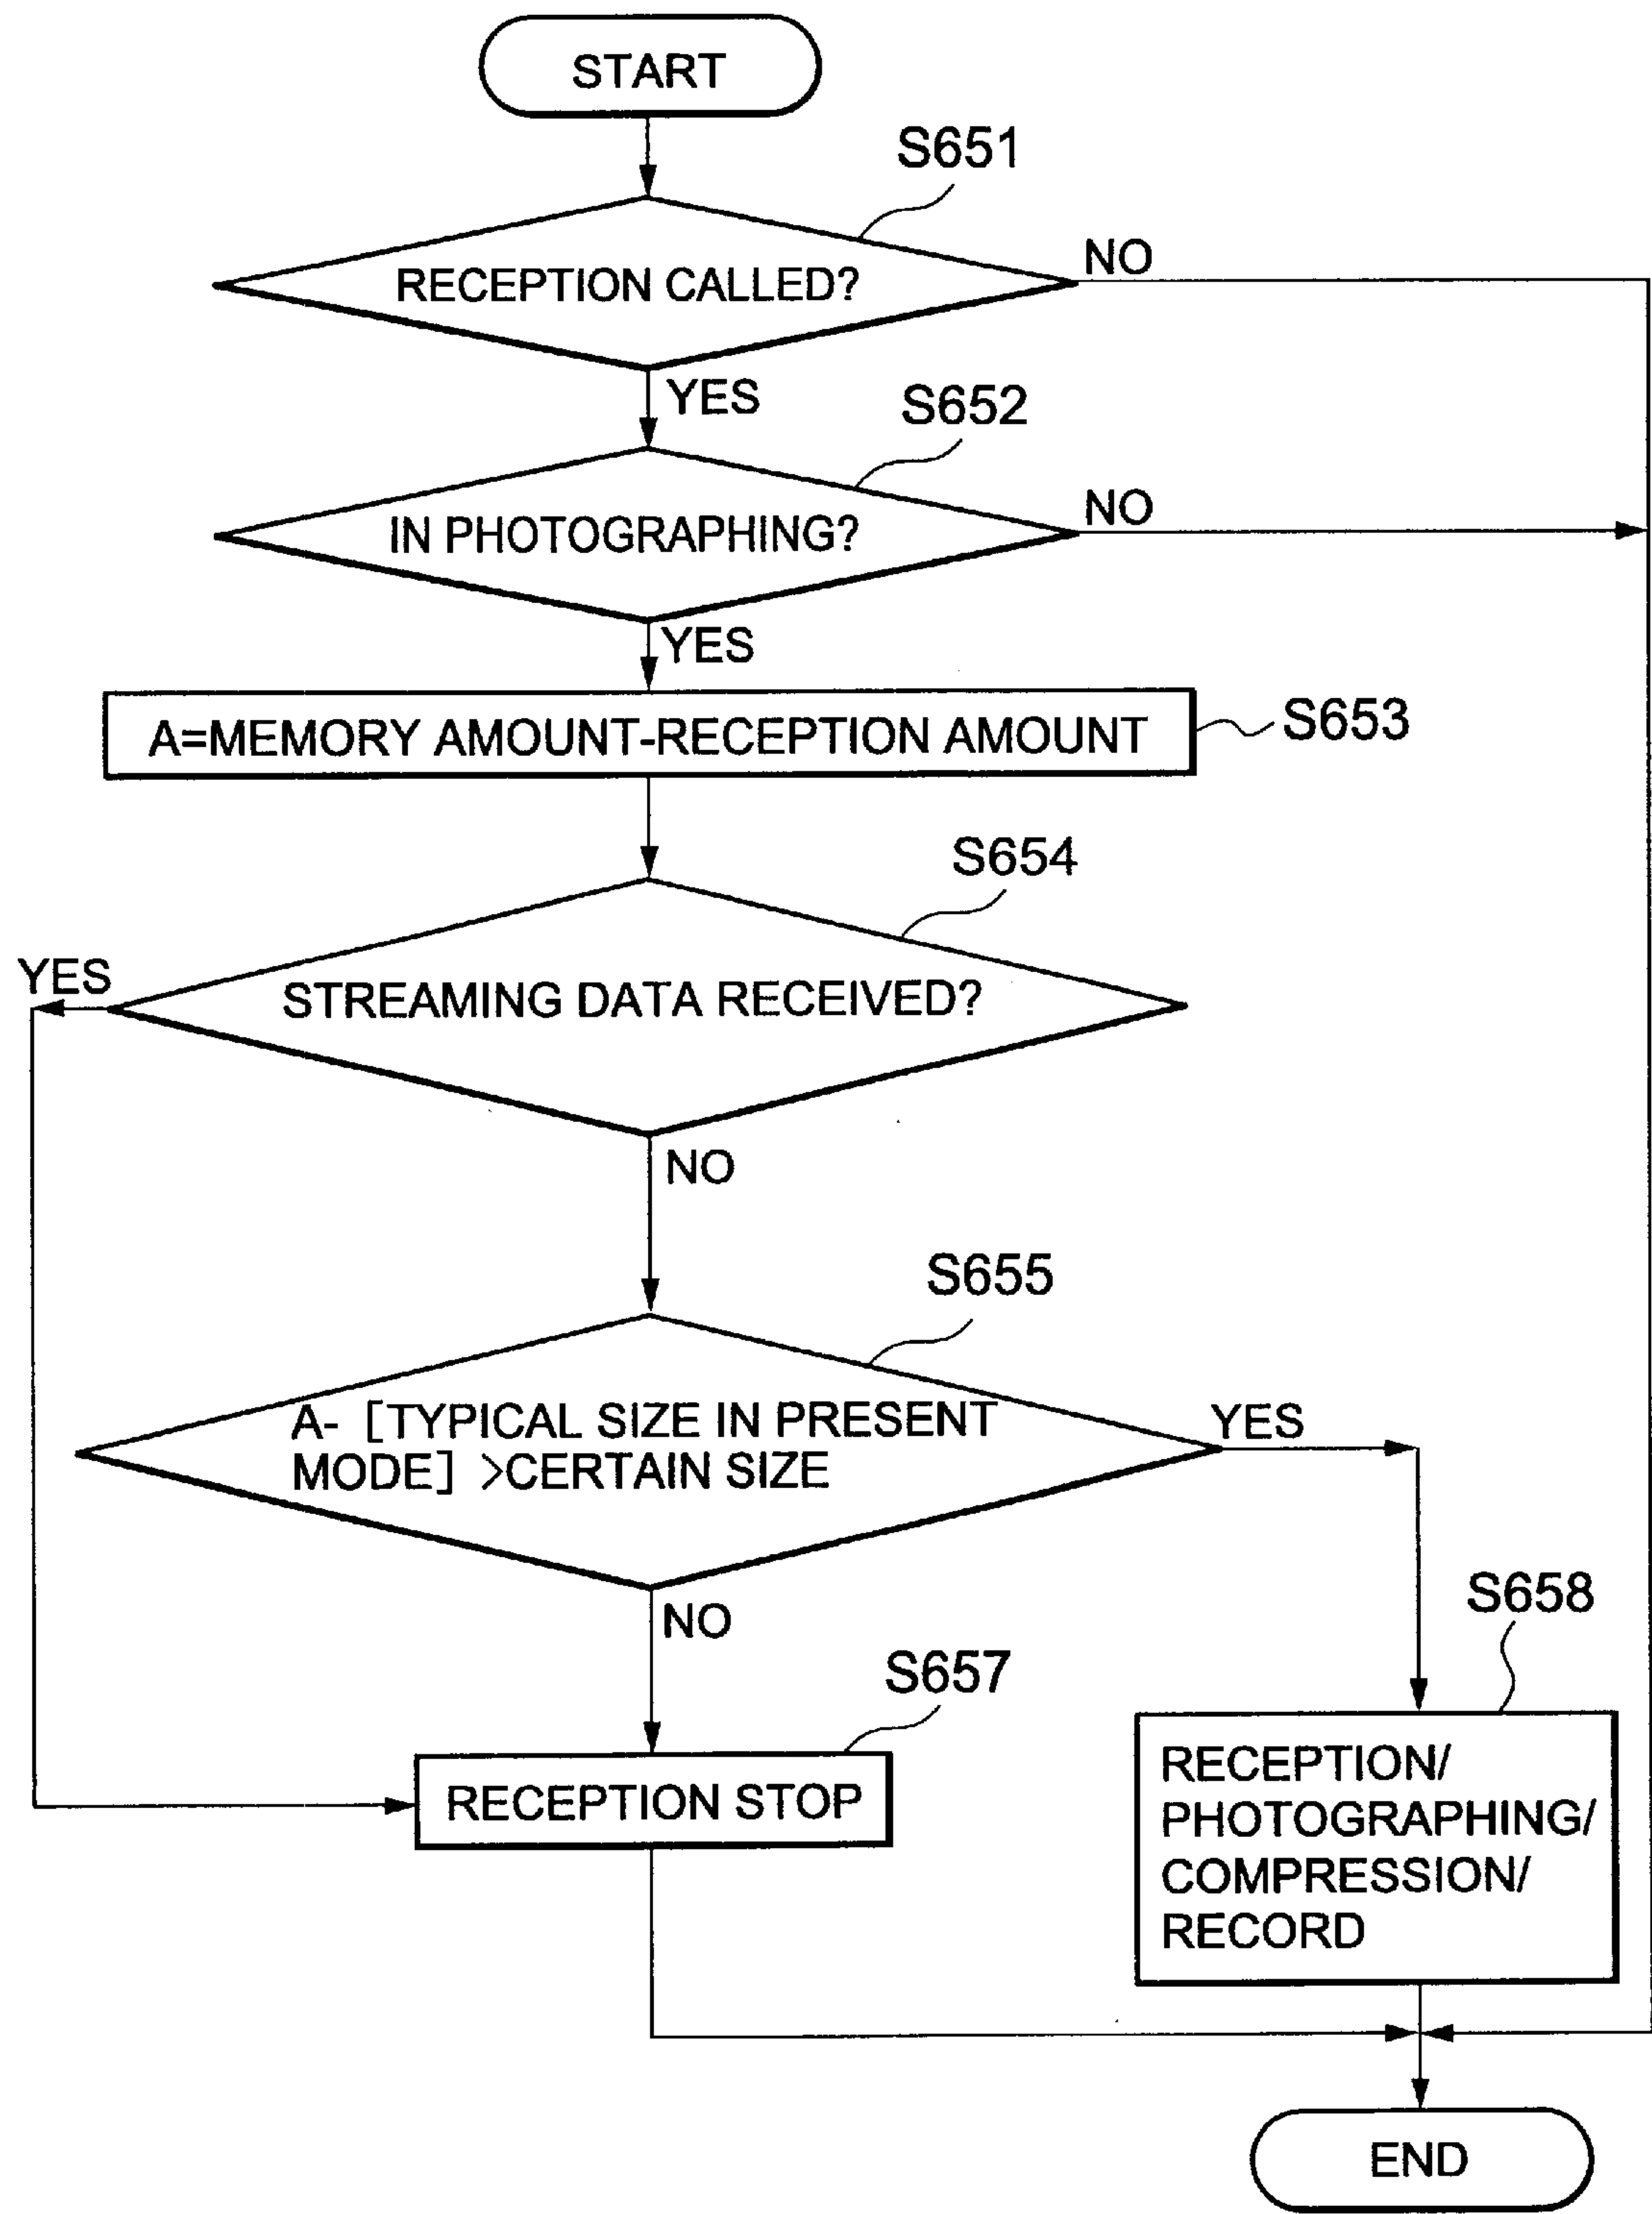 START
S651
RECEPTION CALLED?
NO
YES
S652
IN PHOTOGRAPHING?
NO
YES
A=MEMORY AMOUNT-RECEPTION AMOUNT
S653
S654
YES
STREAMING DATA RECEIVED?
NO
S655
A- [TYPICAL SIZE IN PRESENT
MODE] >CERTAIN SIZE
YES
NO
S658
S657
RECEPTION STOP
RECEPTION/
PHOTOGRAPHING/
COMPRESSION/
RECORD
END